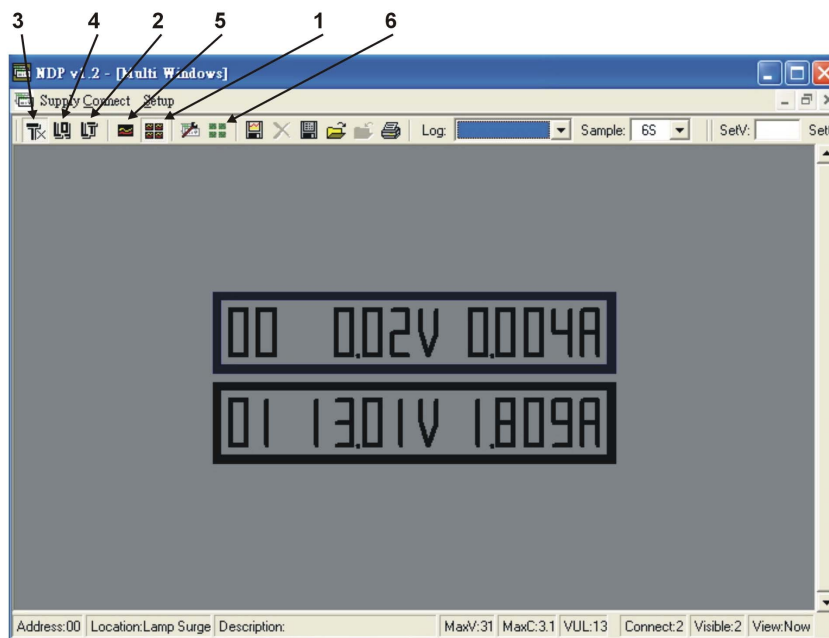 3 4 2 5 1 6
NDP v1.2 - [Multi Windows]
Supply Connect Setup
Log: Sample: 6S SetV: Set
00 0.02V 0.004A
01 13.01V 1.809A
Address:00 Location:Lamp Surge Description: MaxV:31 MaxC:3.1 VUL:13 Connect:2 Visible:2 View:Now